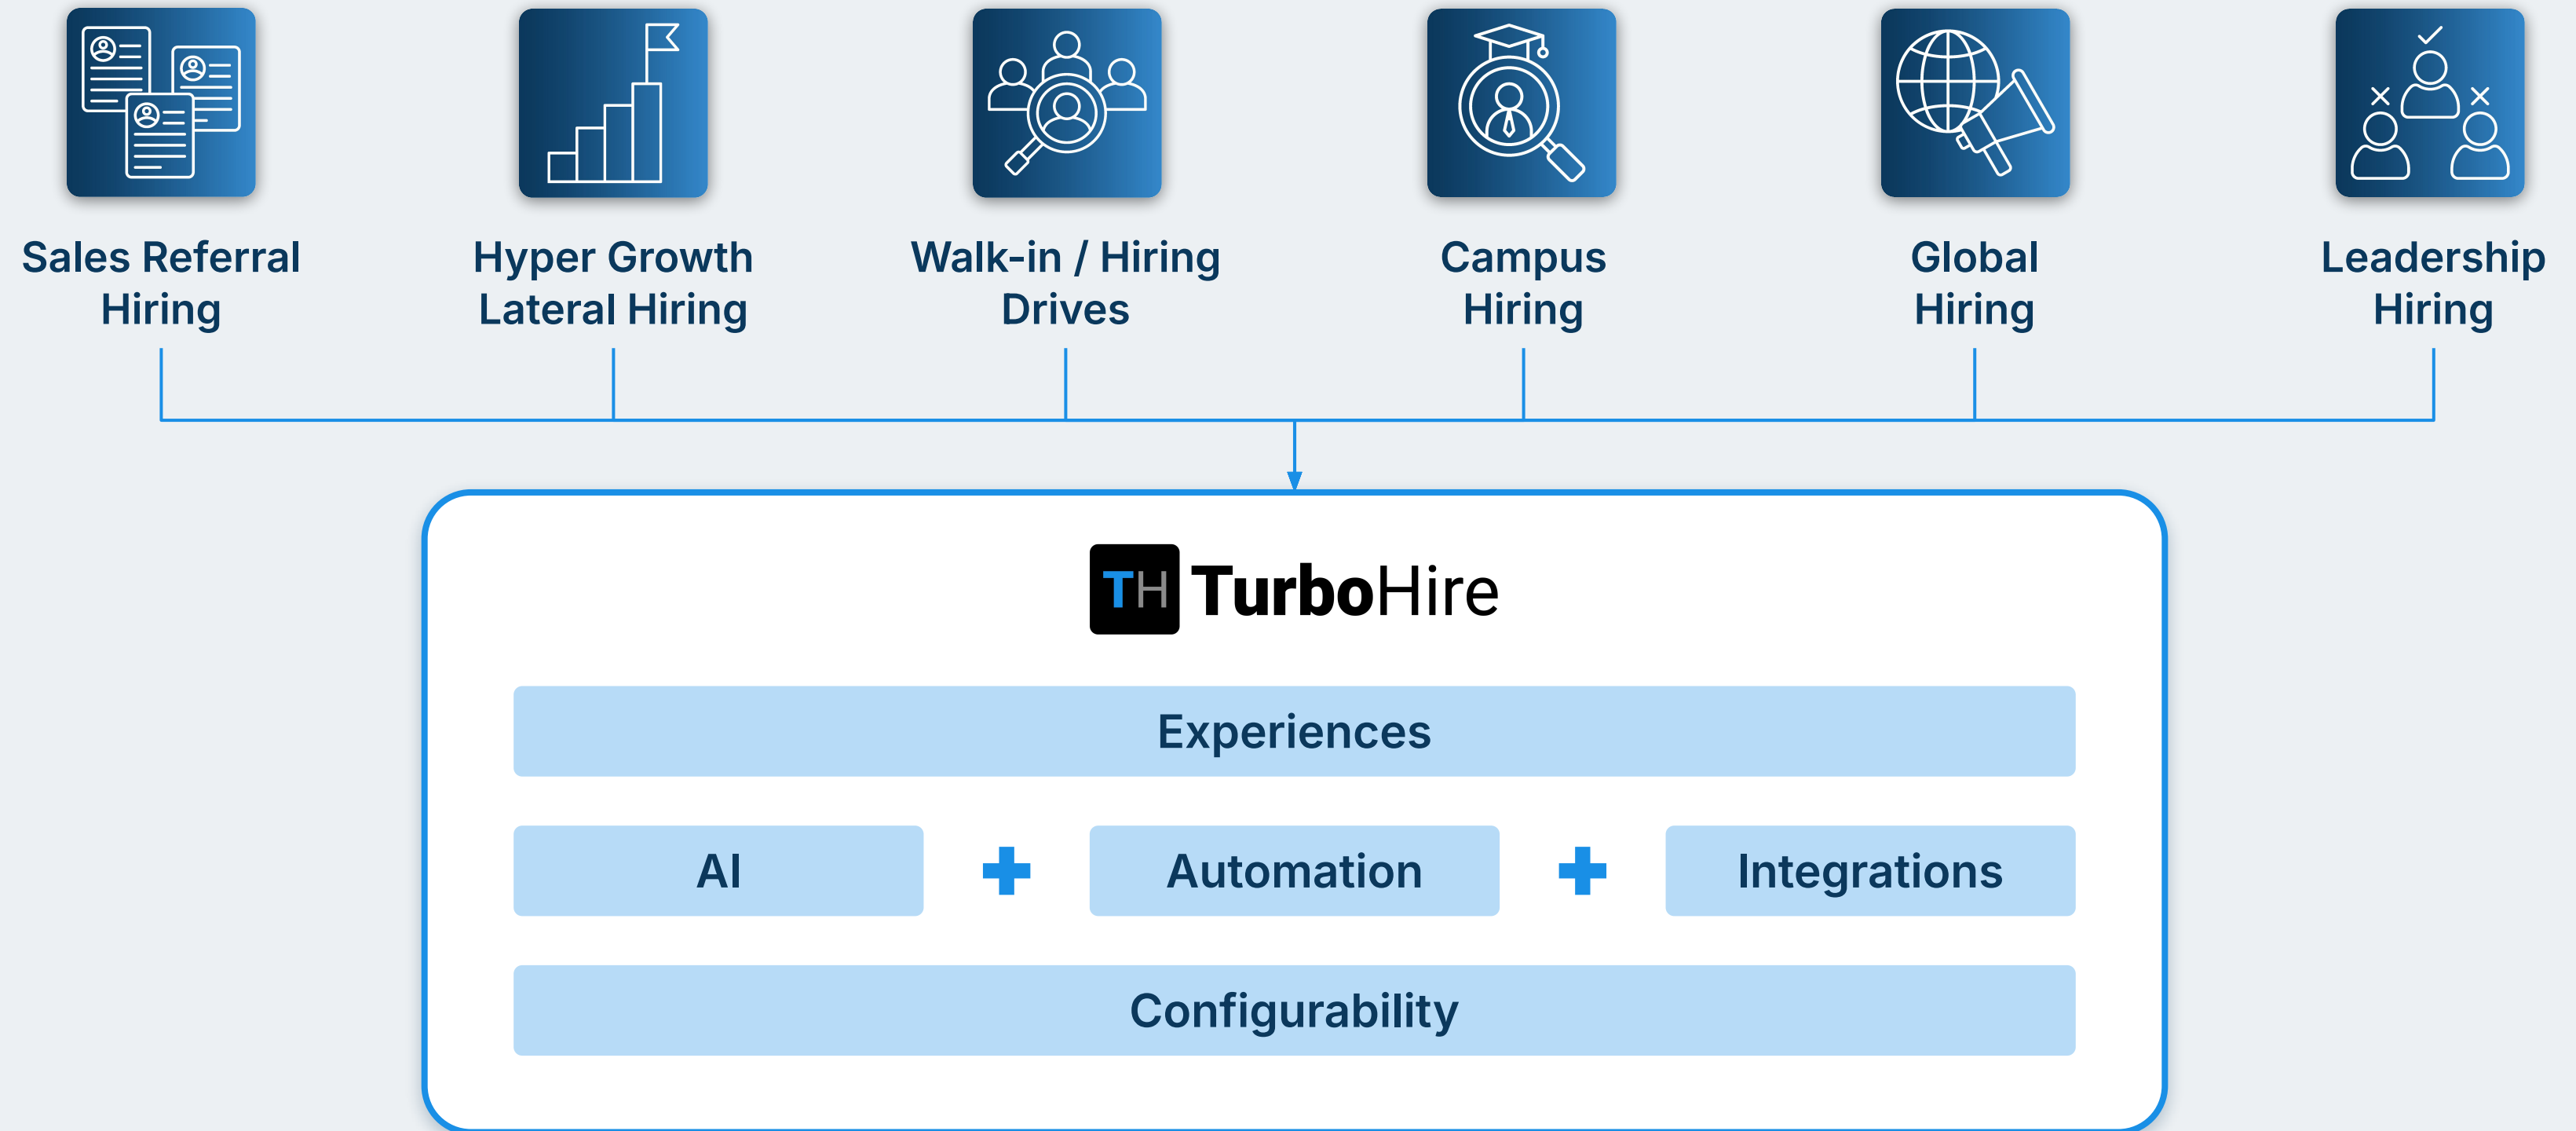 Sales Referral
Hiring
Hyper Growth
Lateral Hiring
Walk-in / Hiring
Drives
Campus
Hiring
Global
Hiring
Leadership
Hiring
TH TurboHire
Experiences
AI
Automation
Integrations
Configurability